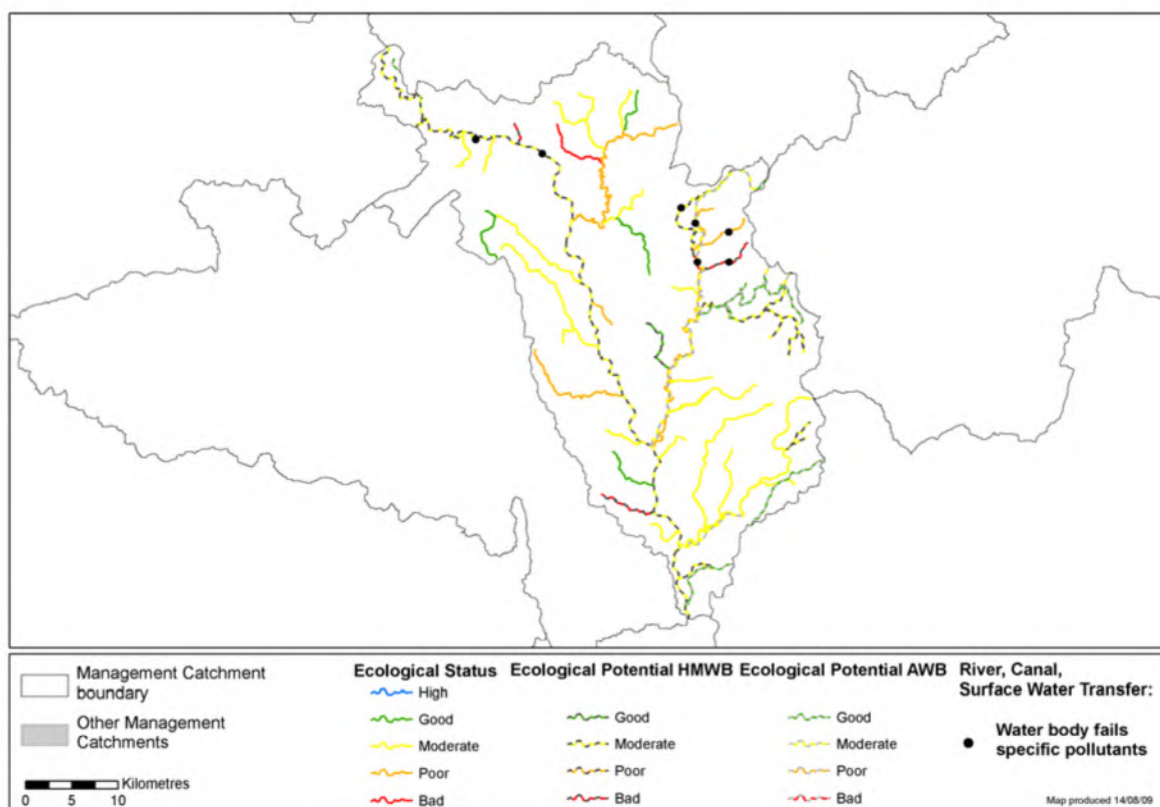 Management Catchment
boundary
Other Management
Catchments
Kilometres
0 5 10
Ecological Status
High
Good
Moderate
Poor
Bad
Ecological Potential HMWB
Good
Moderate
Poor
Bad
Ecological Potential AWB
Good
Moderate
Poor
Bad
River, Canal,
Surface Water Transfer:
Water body fails
specific pollutants
Map produced 14/08/09